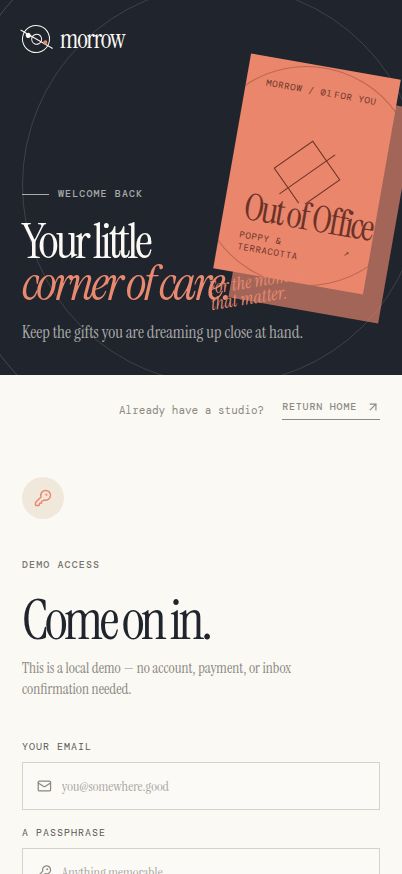 morrow
MORROW / 01 FOR YOU
Out of Office
POPPY &
TERRACOTTA
↗
WELCOME BACK
Your little
corner of care.
for the mom
that matter.
Keep the gifts you are dreaming up close at hand.
Already have a studio?
RETURN HOME
DEMO ACCESS
Come on in.
This is a local demo — no account, payment, or inbox
confirmation needed.
YOUR EMAIL
you@somewhere.good
A PASSPHRASE
Anything memorable